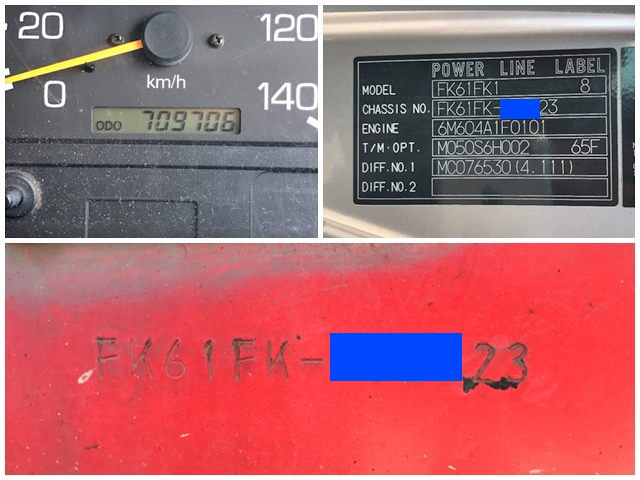 20
120
0
km/h
140
ODO 709706
POWER LINE LABEL
MODEL FK61FK1 8
CHASSIS NO. FK61FK- 23
ENGINE 6M604A1F0101
T/M·OPT. M050S6H002 65F
DIFF.NO.1 MC076530(4.111)
DIFF.NO.2
FK61FK- 23